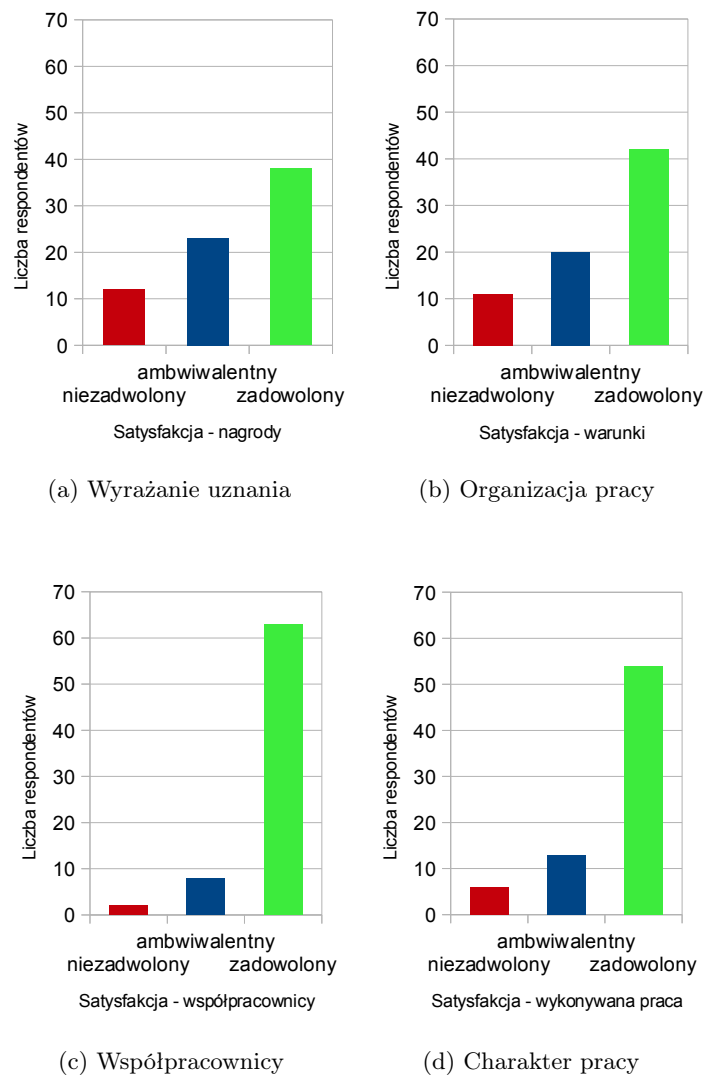 70
60
50
40
30
20
10
0
Liczba respondentów
ambwiwalentny
niezadwolony zadowolony
Satysfakcja - nagrody
(a) Wyrażanie uznania
70
60
50
40
30
20
10
0
Liczba respondentów
ambwiwalentny
niezadwolony zadowolony
Satysfakcja - warunki
(b) Organizacja pracy
70
60
50
40
30
20
10
0
Liczba respondentów
ambwiwalentny
niezadwolony zadowolony
Satysfakcja - współpracownicy
(c) Współpracownicy
70
60
50
40
30
20
10
0
Liczba respondentów
ambwiwalentny
niezadwolony zadowolony
Satysfakcja - wykonywana praca
(d) Charakter pracy